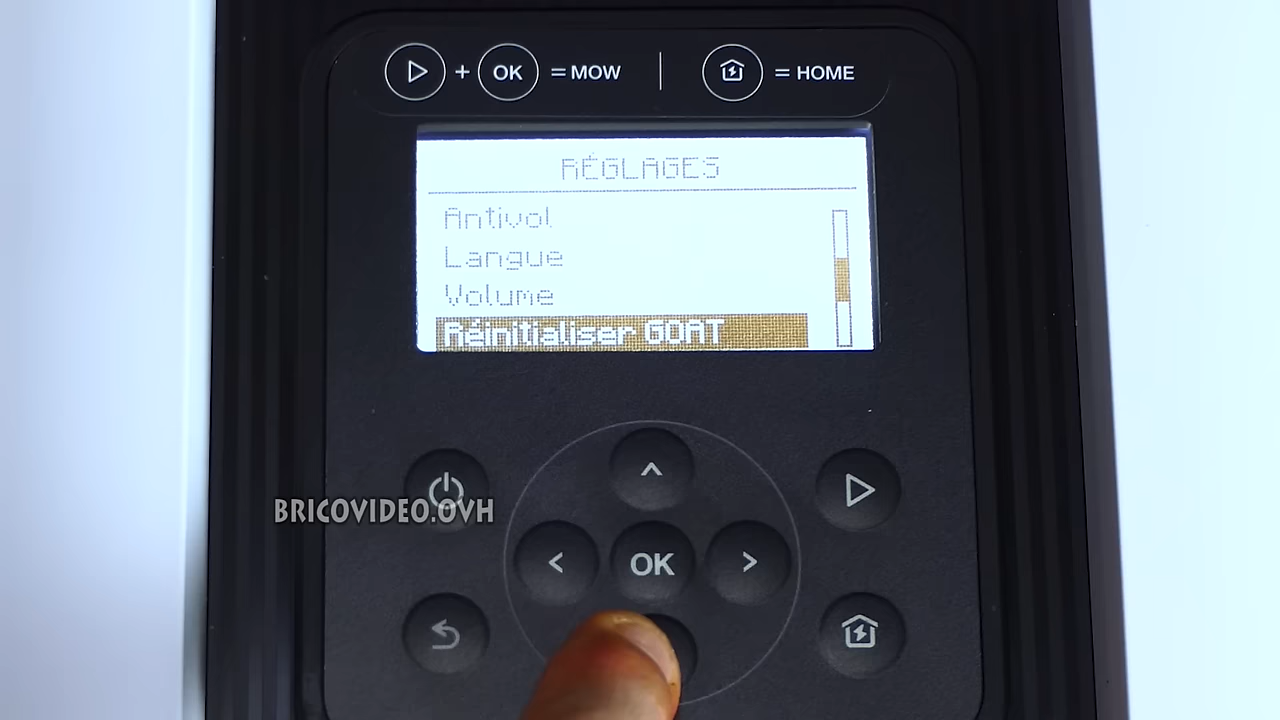 + OK = MOW | = HOME
RÉGLAGES
Antivol
Langue
Volume
Réinitialiser GOAT
BRICOVIDEO.OVH
< OK >